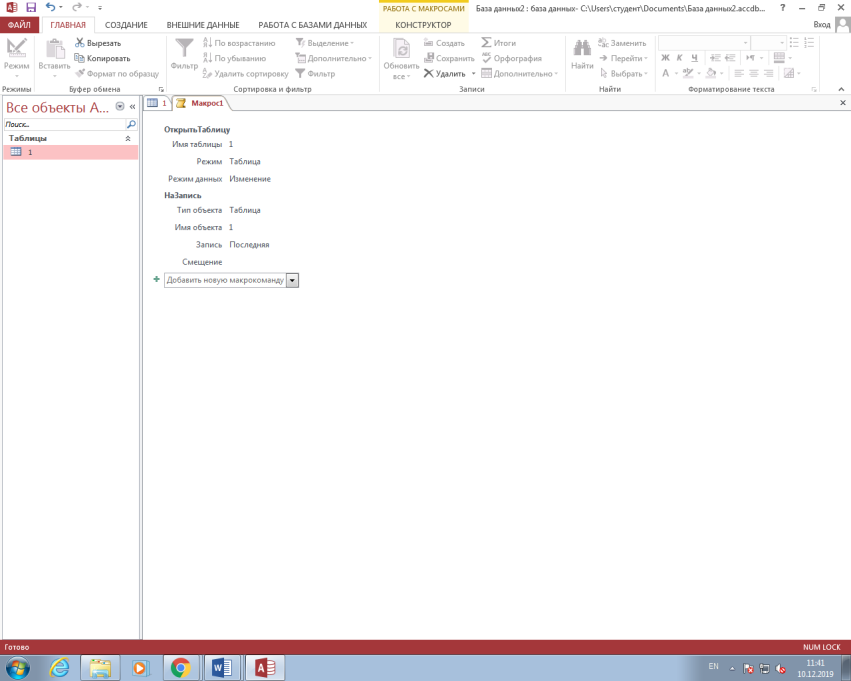 РАБОТА С МАКРОСАМИ
База данных2 : база данных- C:\Users\студент\Documents\База данных2.accdb...
?
ФАЙЛ ГЛАВНАЯ СОЗДАНИЕ ВНЕШНИЕ ДАННЫЕ РАБОТА С БАЗАМИ ДАННЫХ КОНСТРУКТОР Вход
Режим
Вставить
Вырезать
Копировать
Формат по образцу
Фильтр
По возрастанию
По убыванию
Удалить сортировку
Выделение
Дополнительно
Фильтр
Обновить
все
Создать
Сохранить
Удалить
Итоги
Орфография
Дополнительно
Найти
Заменить
Перейти
Выбрать
Ж К Ч
А
Режимы Буфер обмена Сортировка и фильтр Записи Найти Форматирование текста
Все объекты A...
Поиск...
Таблицы
1
1 Макрос1
ОткрытьТаблицу
Имя таблицы 1
Режим Таблица
Режим данных Изменение
НаЗапись
Тип объекта Таблица
Имя объекта 1
Запись Последняя
Смещение
Добавить новую макрокоманду
Готово NUM LOCK
EN
11:41
10.12.2019